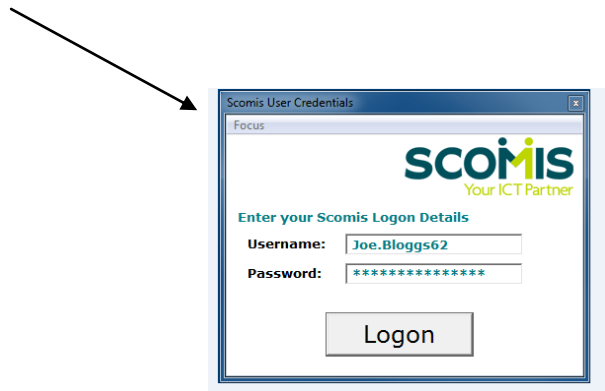 Scomis User Credentials
x
Focus
SCOMIS
Your ICT Partner
Enter your Scomis Logon Details
Username: Joe.Bloggs62
Password: ***************
Logon